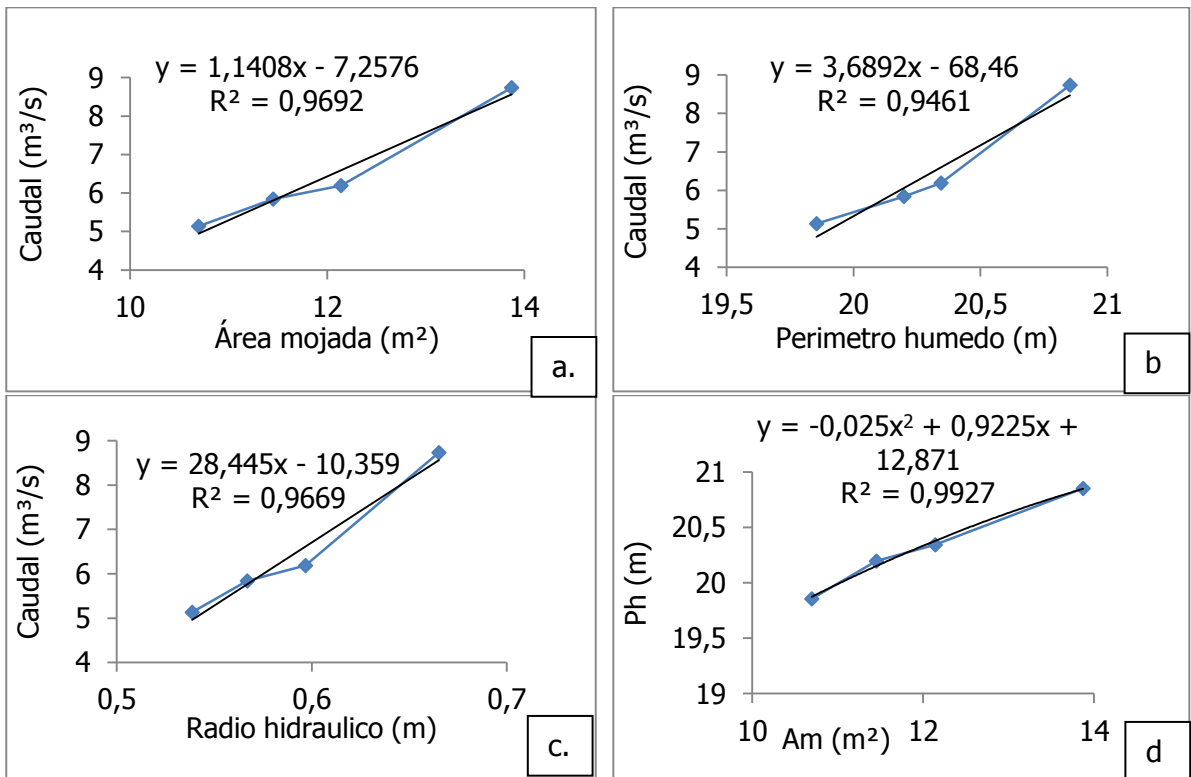 y = 1,1408x - 7,2576
R² = 0,9692
Caudal (m³/s)
9
8
7
6
5
4
10
12
14
Área mojada (m²)
a.
y = 3,6892x - 68,46
R² = 0,9461
Caudal (m³/s)
9
8
7
6
5
4
19,5
20
20,5
21
Perimetro humedo (m)
b
y = 28,445x - 10,359
R² = 0,9669
Caudal (m³/s)
9
8
7
6
5
4
0,5
0,6
0,7
Radio hidraulico (m)
c.
y = -0,025x² + 0,9225x +
12,871
R² = 0,9927
Ph (m)
21
20,5
20
19,5
19
10
12
14
Am (m²)
d